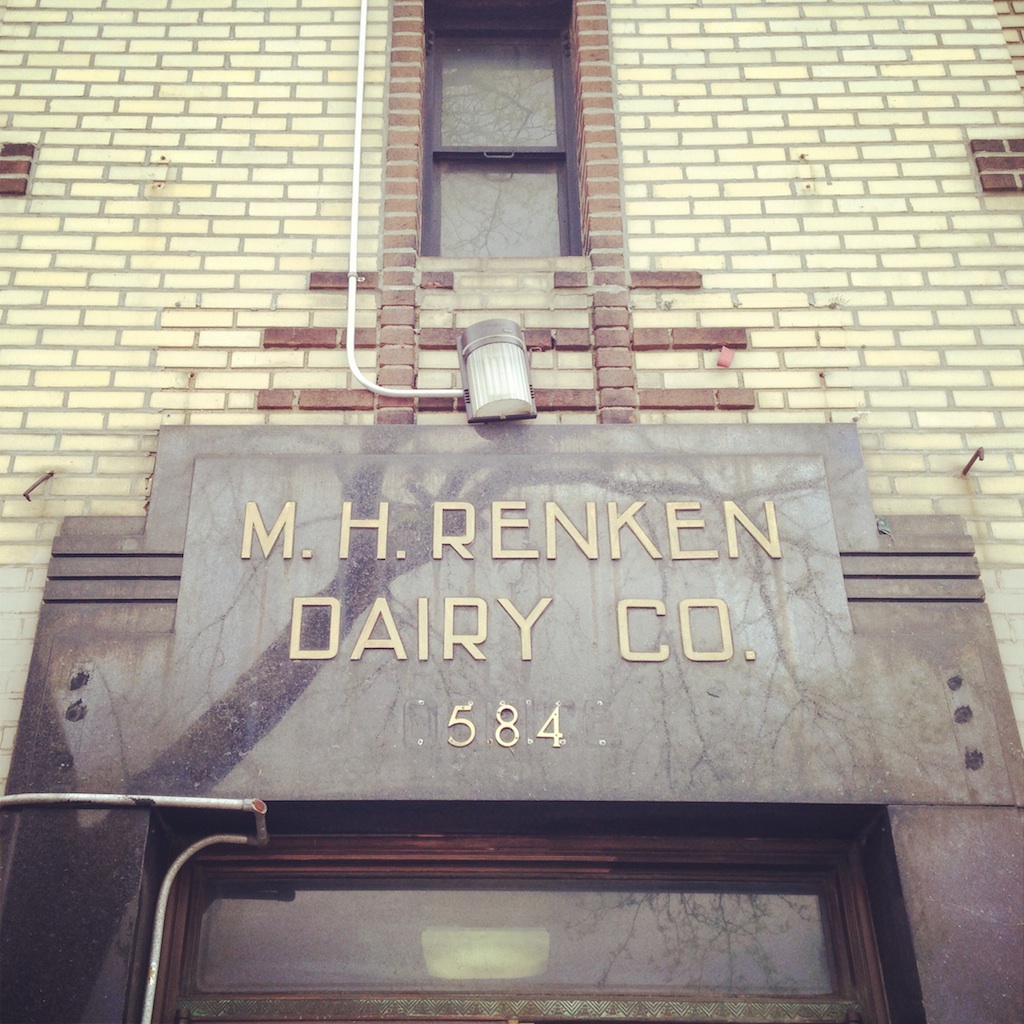 M. H. RENKEN
DAIRY CO.
584